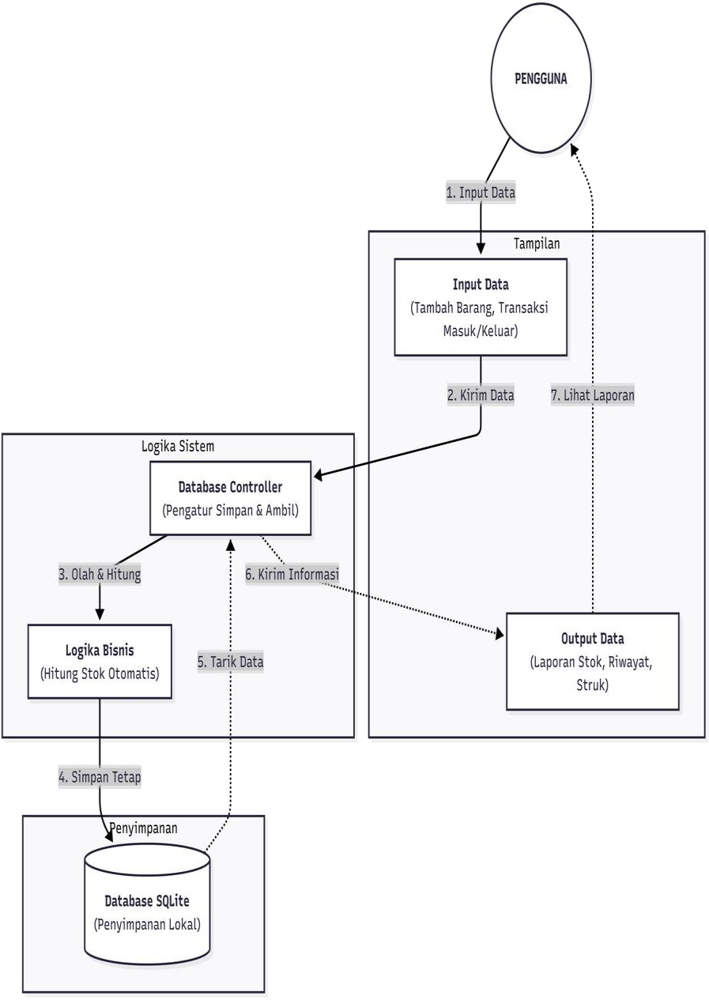 PENGGUNA
1. Input Data
Tampilan
Input Data
(Tambah Barang, Transaksi
Masuk/Keluar)
2. Kirim Data
7. Lihat Laporan
Logika Sistem
Database Controller
(Pengatur Simpan & Ambil)
3. Olah & Hitung
6. Kirim Informasi
Logika Bisnis
(Hitung Stok Otomatis)
5. Tarik Data
Output Data
(Laporan Stok, Riwayat,
Struk)
4. Simpan Tetap
Penyimpanan
Database SQLite
(Penyimpanan Lokal)